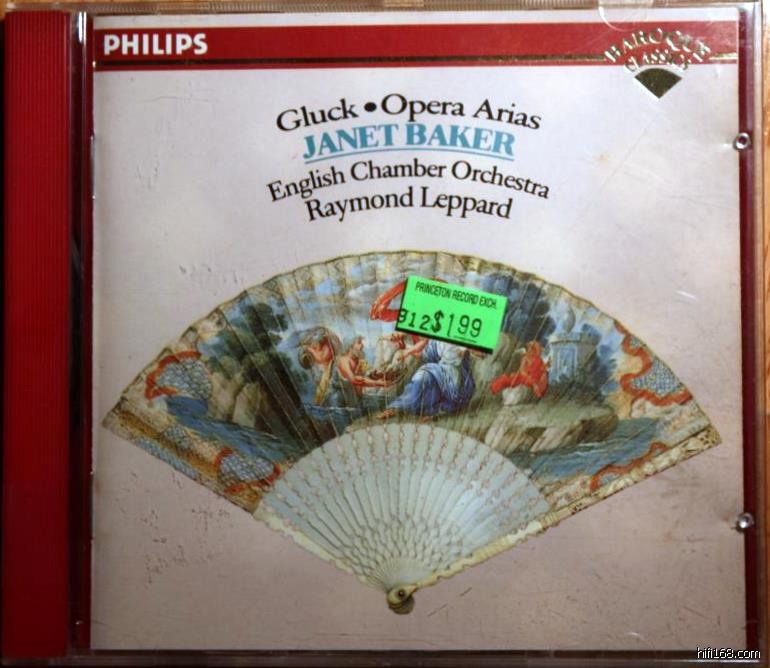 PHILIPS
BAROQUE
CLASSICS
Gluck • Opera Arias
JANET BAKER
English Chamber Orchestra
Raymond Leppard
PRINCETON RECORD EXCH.
912$1.99
hifi168.com